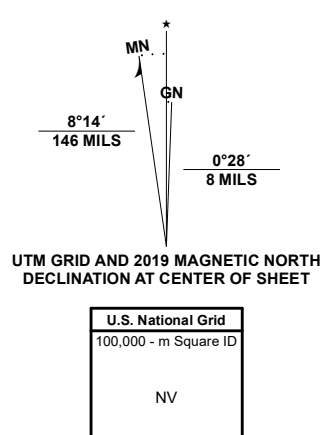 ★
MN
GN
8°14´
146 MILS
0°28´
8 MILS
UTM GRID AND 2019 MAGNETIC NORTH
DECLINATION AT CENTER OF SHEET
U.S. National Grid
100,000 - m Square ID
NV